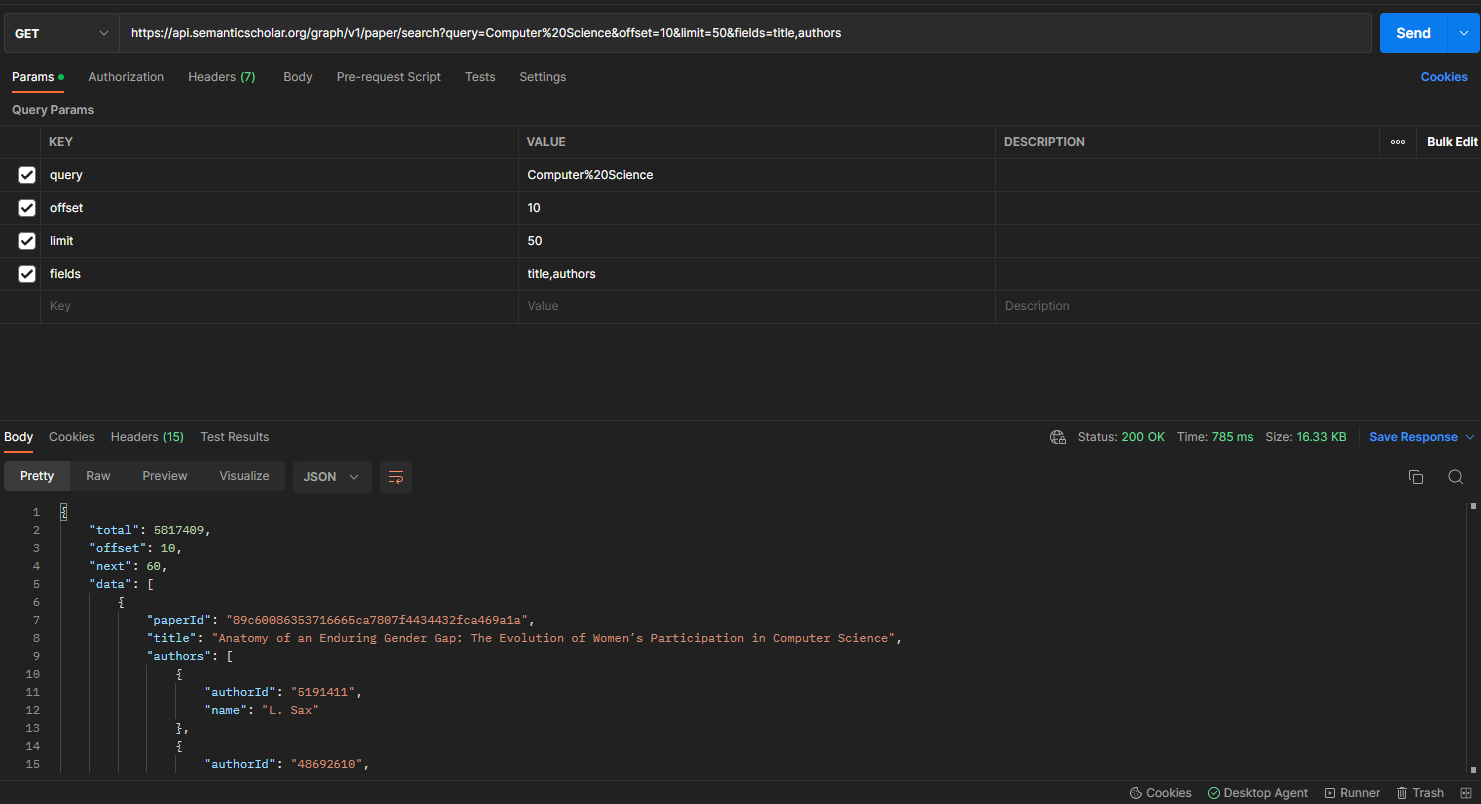 GET https://api.semanticscholar.org/graph/v1/paper/search?query=Computer%20Science&offset=10&limit=50&fields=title,authors Send
Params Authorization Headers (7) Body Pre-request Script Tests Settings Cookies
Query Params
KEY VALUE DESCRIPTION Bulk Edit
query Computer%20Science
offset 10
limit 50
fields title,authors
Key Value Description
Body Cookies Headers (15) Test Results Status: 200 OK Time: 785 ms Size: 16.33 KB Save Response
Pretty Raw Preview Visualize JSON
1 {
2 "total": 5817409,
3 "offset": 10,
4 "next": 60,
5 "data": [
6 {
7 "paperId": "89c60086353716665ca7807f4434432fca469a1a",
8 "title": "Anatomy of an Enduring Gender Gap: The Evolution of Women’s Participation in Computer Science",
9 "authors": [
10 {
11 "authorId": "5191411",
12 "name": "L. Sax"
13 },
14 {
15 "authorId": "48692610",
Cookies Desktop Agent Runner Trash